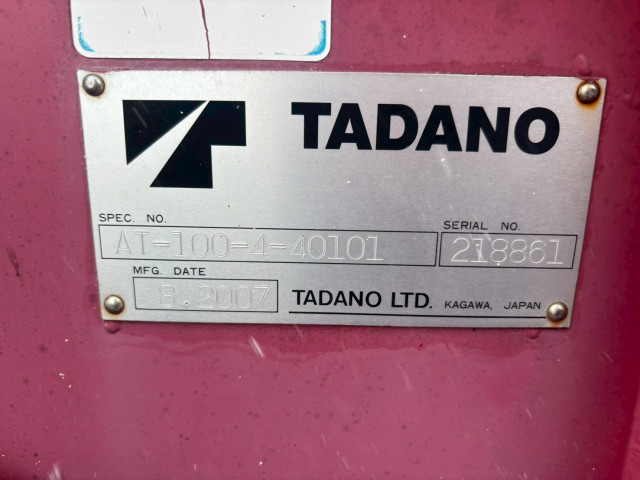 TADANO
SPEC. NO.
AT-100-4-40101
SERIAL NO.
218861
MFG. DATE
8.2007
TADANO LTD. KAGAWA, JAPAN